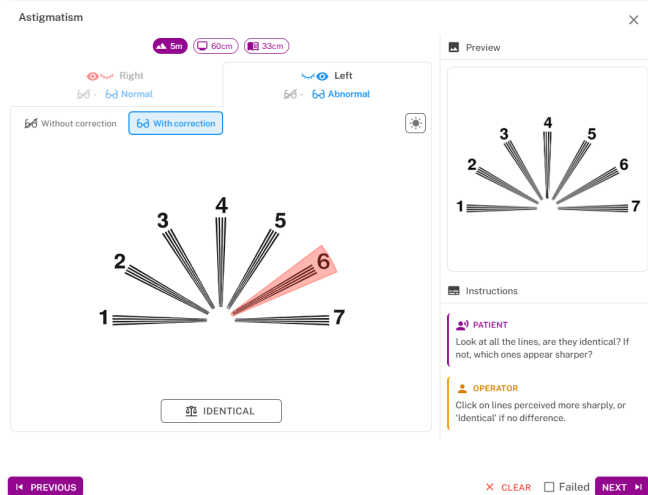 Astigmatism
5m 60cm 33cm
Right
- Normal
Left
- Abnormal
Without correction With correction
1 2 3 4 5 6 7
IDENTICAL
Preview
1 2 3 4 5 6 7
Instructions
PATIENT
Look at all the lines, are they identical? If
not, which ones appear sharper?
OPERATOR
Click on lines perceived more sharply, or
'Identical' if no difference.
PREVIOUS
CLEAR Failed NEXT